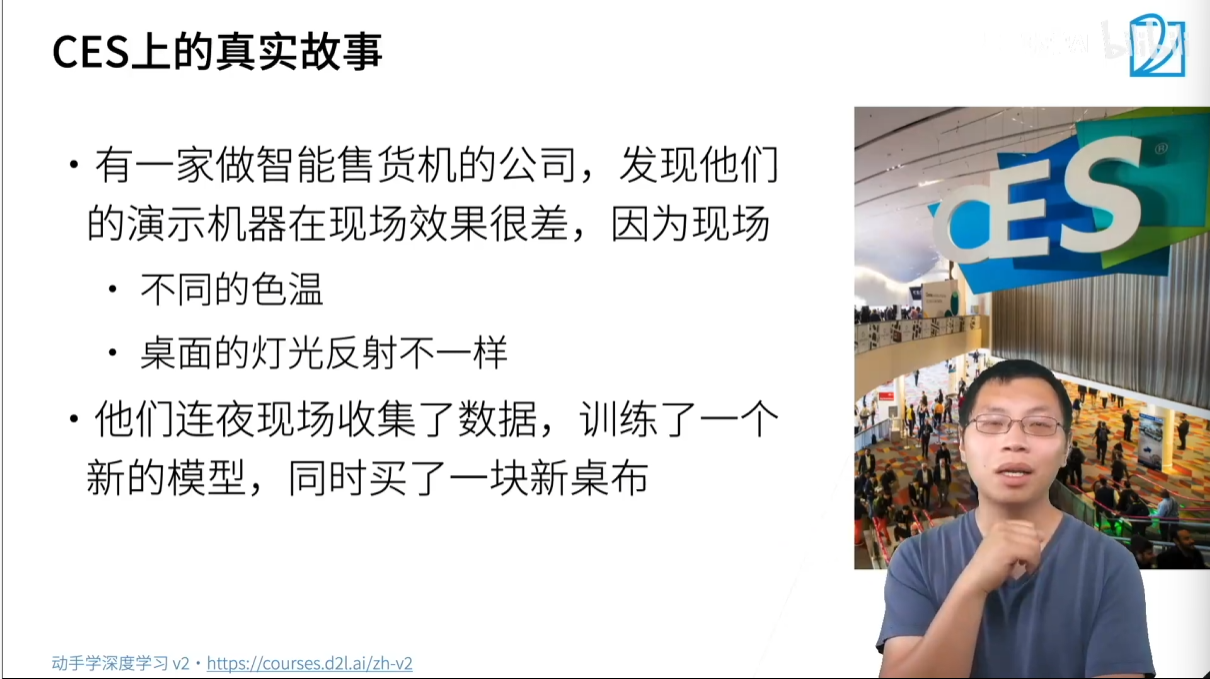 CES上的真实故事
• 有一家做智能售货机的公司，发现他们
的演示机器在现场效果很差，因为现场
• 不同的色温
• 桌面的灯光反射不一样
• 他们连夜现场收集了数据，训练了一个
新的模型，同时买了一块新桌布
CES®
动手学深度学习 v2 • https://courses.d2l.ai/zh-v2